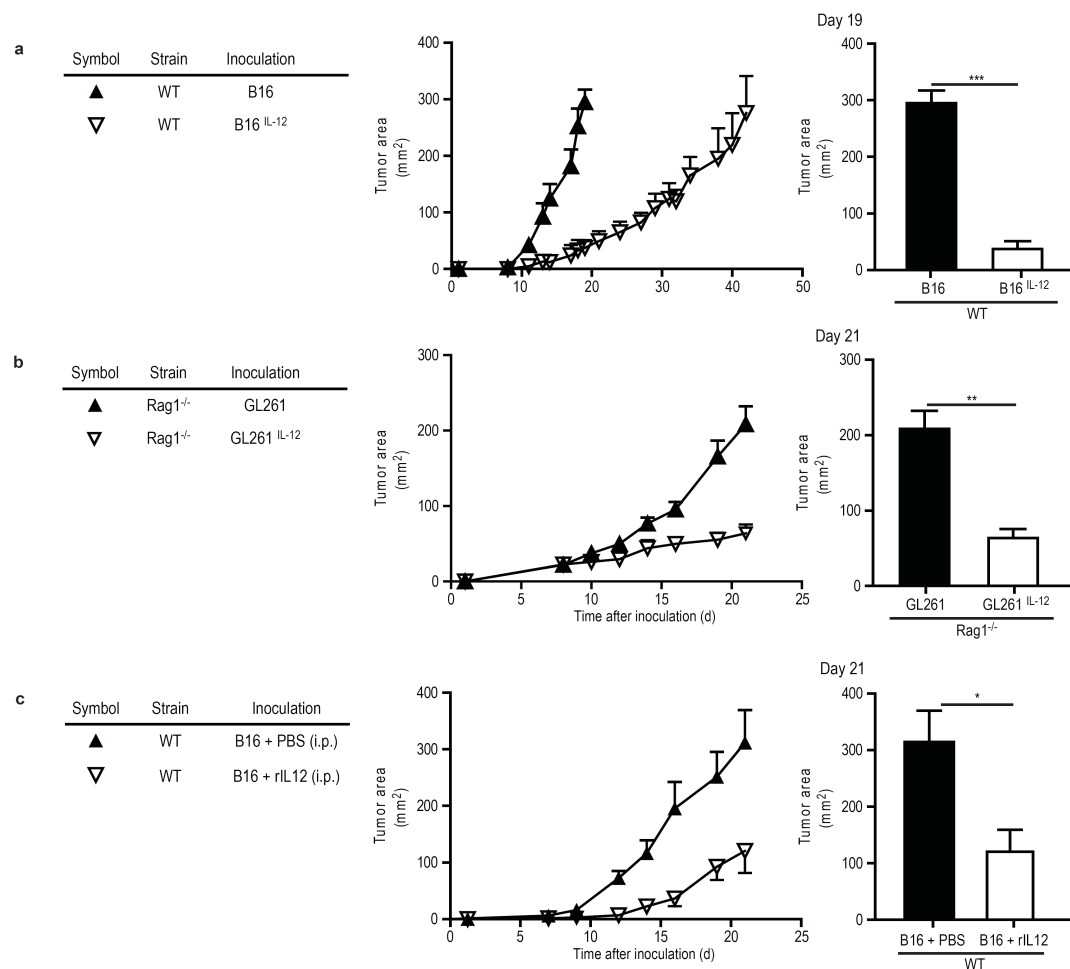 a
Symbol Strain Inoculation
▲ WT B16
▽ WT B16 IL-12
Tumor area
(mm2)
400
300
200
100
0
0 10 20 30 40 50
Day 19
Tumor area
(mm2)
400
300
200
100
0
***
B16 B16 IL-12
WT
b
Symbol Strain Inoculation
▲ Rag1-/- GL261
▽ Rag1-/- GL261 IL-12
Tumor area
(mm2)
300
200
100
0
0 5 10 15 20 25
Time after inoculation (d)
Day 21
Tumor area
(mm2)
300
200
100
0
**
GL261 GL261 IL-12
Rag1-/-
c
Symbol Strain Inoculation
▲ WT B16 + PBS (i.p.)
▽ WT B16 + rIL12 (i.p.)
Tumor area
(mm2)
400
300
200
100
0
0 5 10 15 20 25
Time after inoculation (d)
Day 21
Tumor area
(mm2)
400
300
200
100
0
*
B16 + PBS B16 + rIL12
WT